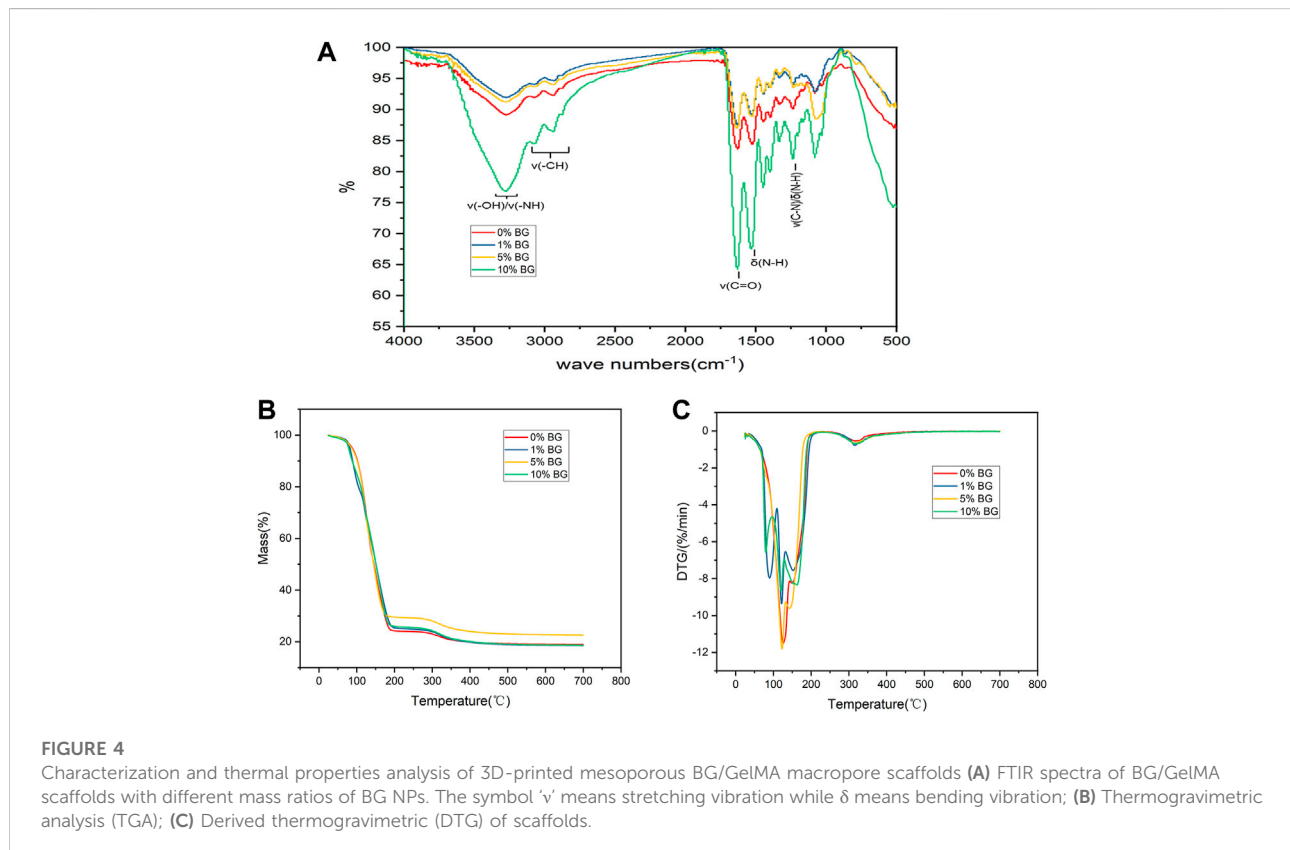 A
100
95
90
85
80
75
70
65
60
55
%
ν(-CH)
ν(-OH)/ν(-NH)
ν(C-N)/δ(N-H)
δ(N-H)
ν(C=O)
0% BG
1% BG
5% BG
10% BG
4000 3500 3000 2500 2000 1500 1000 500
wave numbers(cm⁻¹)
B
100
80
60
40
20
Mass(%)
0% BG
1% BG
5% BG
10% BG
0 100 200 300 400 500 600 700 800
Temperature(℃)
C
0
-2
-4
-6
-8
-10
-12
DTG/(%/min)
0% BG
1% BG
5% BG
10% BG
0 100 200 300 400 500 600 700 800
Temperature(℃)
FIGURE 4
Characterization and thermal properties analysis of 3D-printed mesoporous BG/GelMA macropore scaffolds (A) FTIR spectra of BG/GelMA
scaffolds with different mass ratios of BG NPs. The symbol ‘ν’ means stretching vibration while δ means bending vibration; (B) Thermogravimetric
analysis (TGA); (C) Derived thermogravimetric (DTG) of scaffolds.